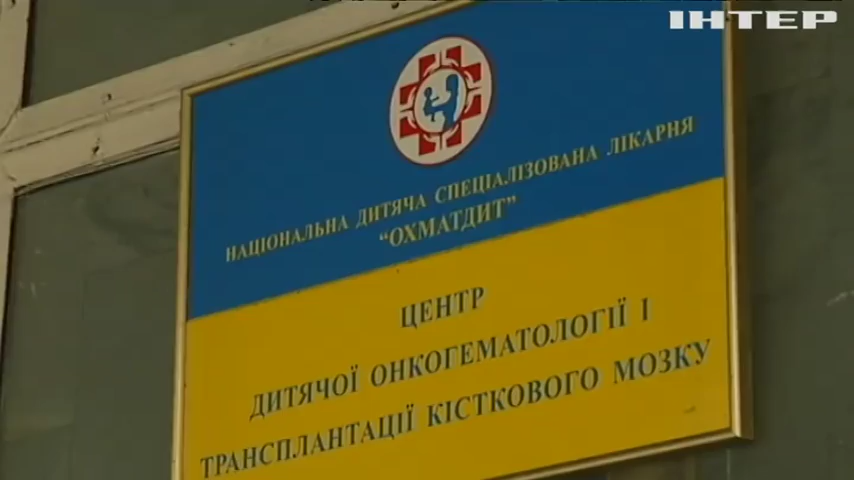 ІНТЕР
НАЦІОНАЛЬНА ДИТЯЧА СПЕЦІАЛІЗОВАНА ЛІКАРНЯ
“ОХМАТДИТ”
ЦЕНТР
ДИТЯЧОЇ ОНКОГЕМАТОЛОГІЇ І
ТРАНСПЛАНТАЦІЇ КІСТКОВОГО МОЗКУ